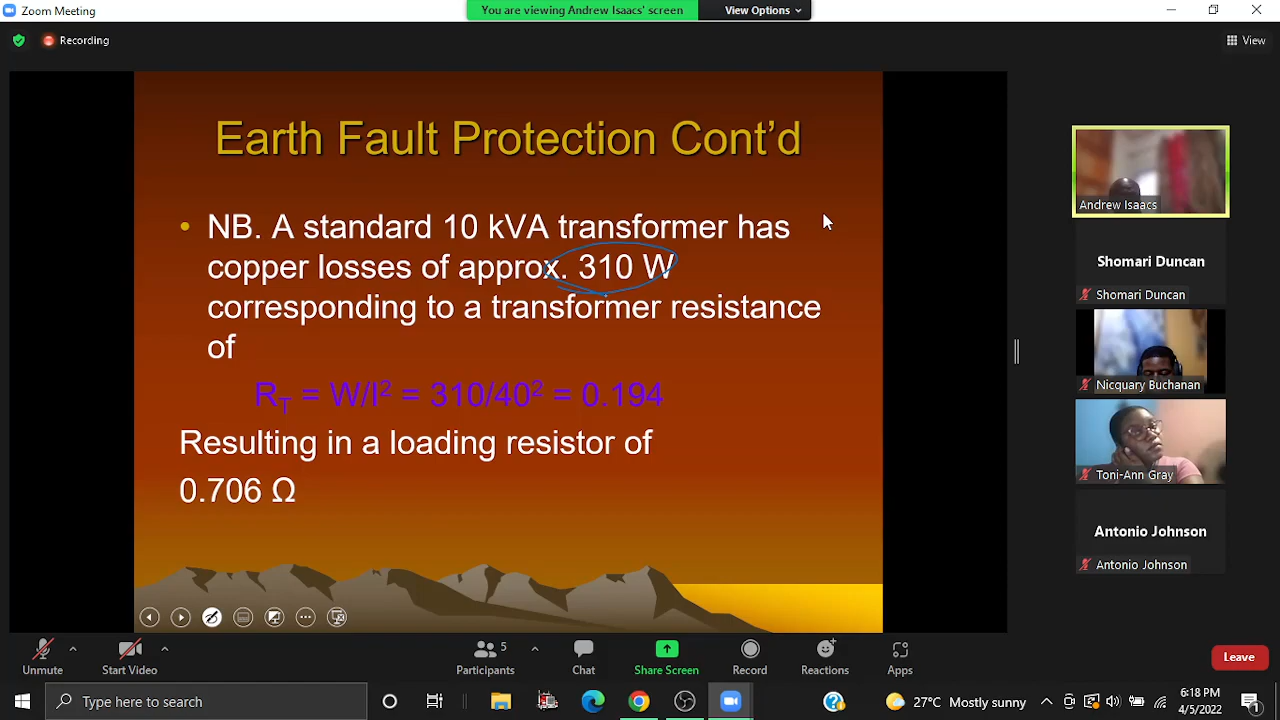 Zoom Meeting
You are viewing Andrew Isaacs' screen
View Options
Recording
View
Earth Fault Protection Cont'd
• NB. A standard 10 kVA transformer has
copper losses of approx. 310 W
corresponding to a transformer resistance
of
R_T = W/I² = 310/40² = 0.194
Resulting in a loading resistor of
0.706 Ω
Andrew Isaacs
Shomari Duncan
Shomari Duncan
Nicquary Buchanan
Toni-Ann Gray
Antonio Johnson
Antonio Johnson
Unmute
Start Video
5
Participants
Chat
Share Screen
Record
Reactions
Apps
Leave
Type here to search
27°C Mostly sunny
6:18 PM
4/5/2022
1